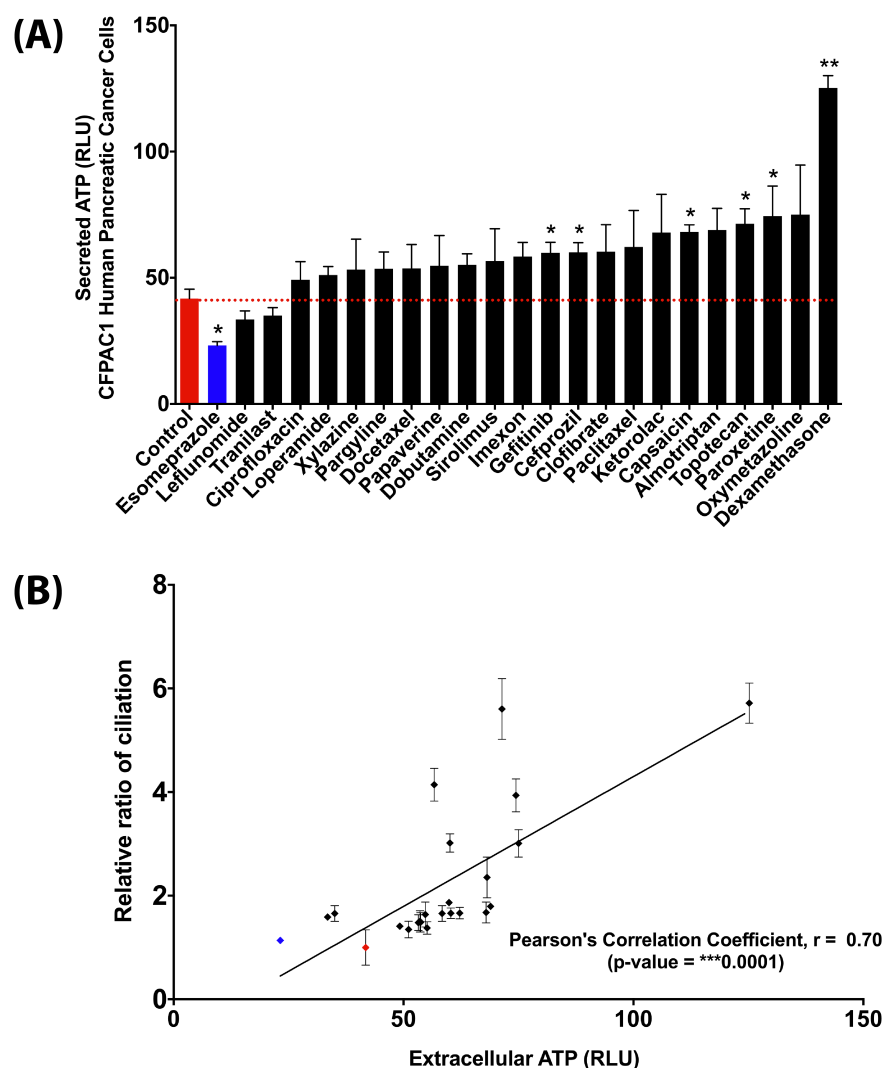 (A)
Secreted ATP (RLU)
CFPAC1 Human Pancreatic Cancer Cells
150
100
50
0
*
*
*
*
*
*
**
Control
Esomeprazole
Leflunomide
Tranilast
Ciprofloxacin
Loperamide
Xylazine
Pargylline
Docetaxel
Papaverine
Dobutamine
Sirolimus
Imexon
Gefitinib
Cefprozil
Clofibrate
Paclitaxel
Ketorolac
Capsaicin
Almotriptan
Topotecan
Paroxetine
Oxymetazoline
Dexamethasone
(B)
Relative ratio of ciliation
8
6
4
2
0
Pearson's Correlation Coefficient, r = 0.70
(p-value = ***0.0001)
0
50
100
150
Extracellular ATP (RLU)